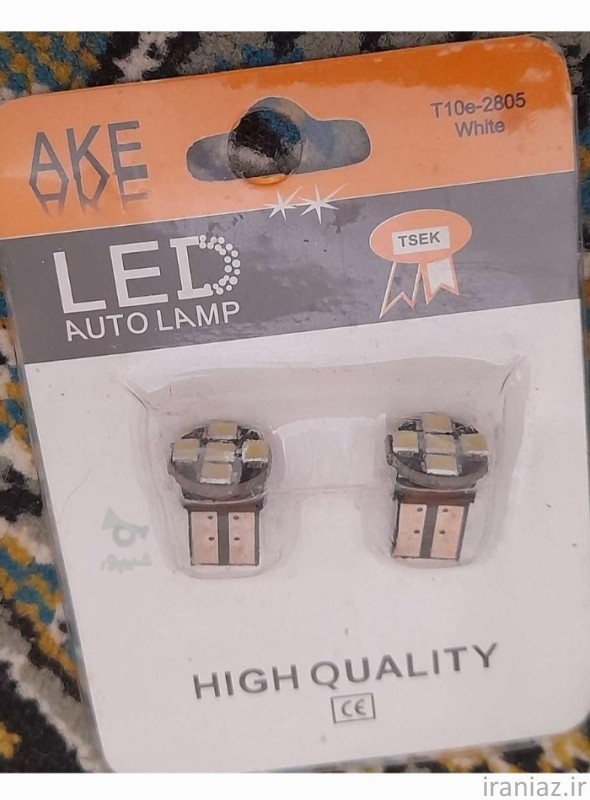 T10e-2805
White
AKE
TSEK
LED
AUTO LAMP
HIGH QUALITY
CE
iraniaz.ir